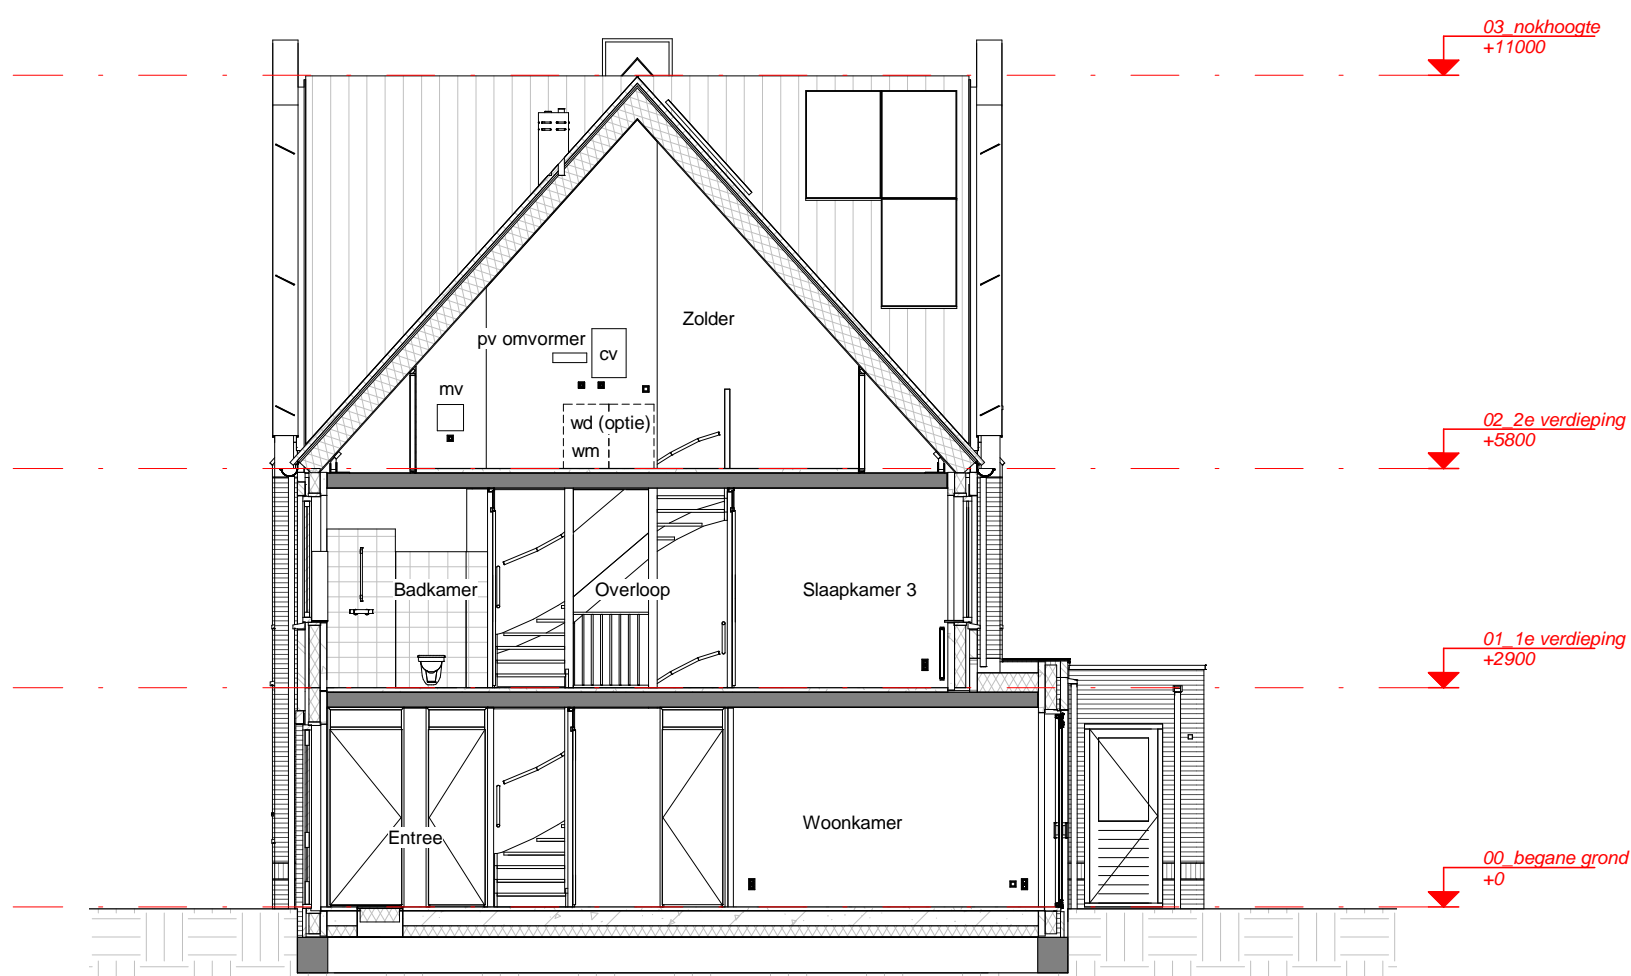 03_nokhoogte
+11000
Zolder
pv omvormer
cv
mv
wd (optie)
wm
02_2e verdieping
+5800
Badkamer
Overloop
Slaapkamer 3
01_1e verdieping
+2900
Entree
Woonkamer
00_begane grond
+0